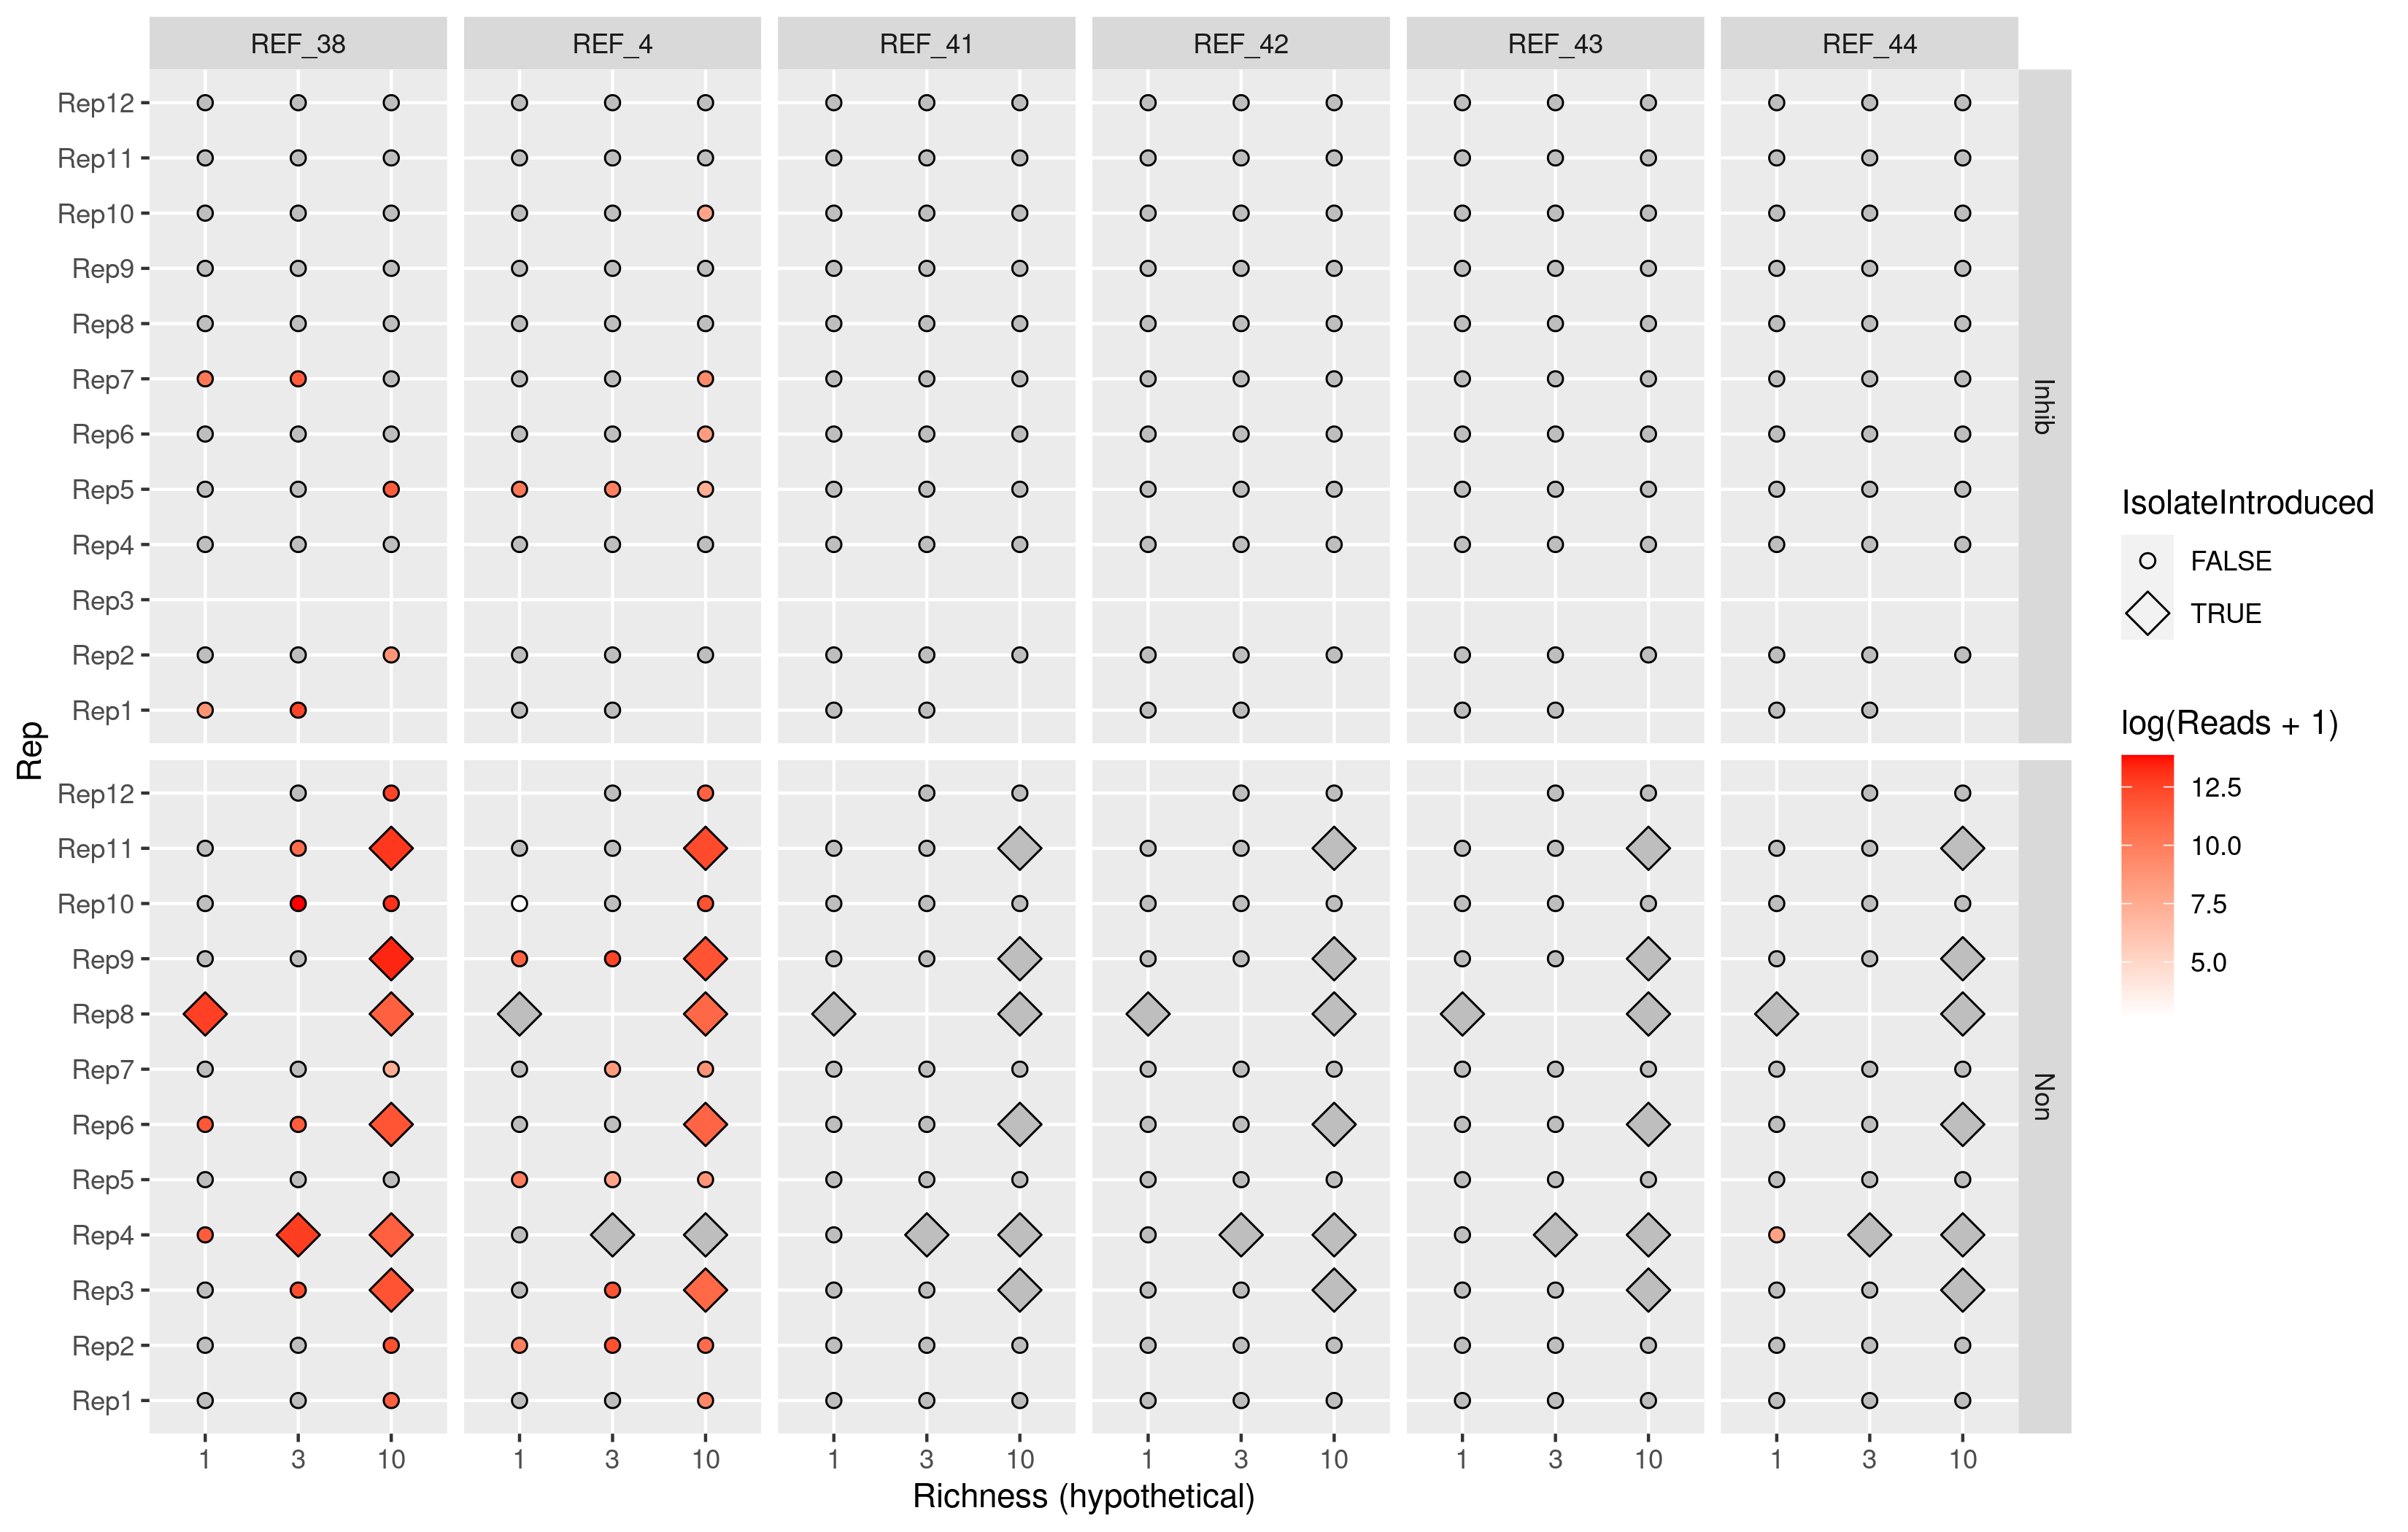 REF_38 REF_4 REF_41 REF_42 REF_43 REF_44
Rep12
Rep11
Rep10
Rep9
Rep8
Rep7
Rep6
Rep5
Rep4
Rep3
Rep2
Rep1
Inhib
Rep12
Rep11
Rep10
Rep9
Rep8
Rep7
Rep6
Rep5
Rep4
Rep3
Rep2
Rep1
Non
Rep
1 3 10 1 3 10 1 3 10 1 3 10 1 3 10 1 3 10
Richness (hypothetical)
IsolateIntroduced
FALSE
TRUE
log(Reads + 1)
12.5
10.0
7.5
5.0